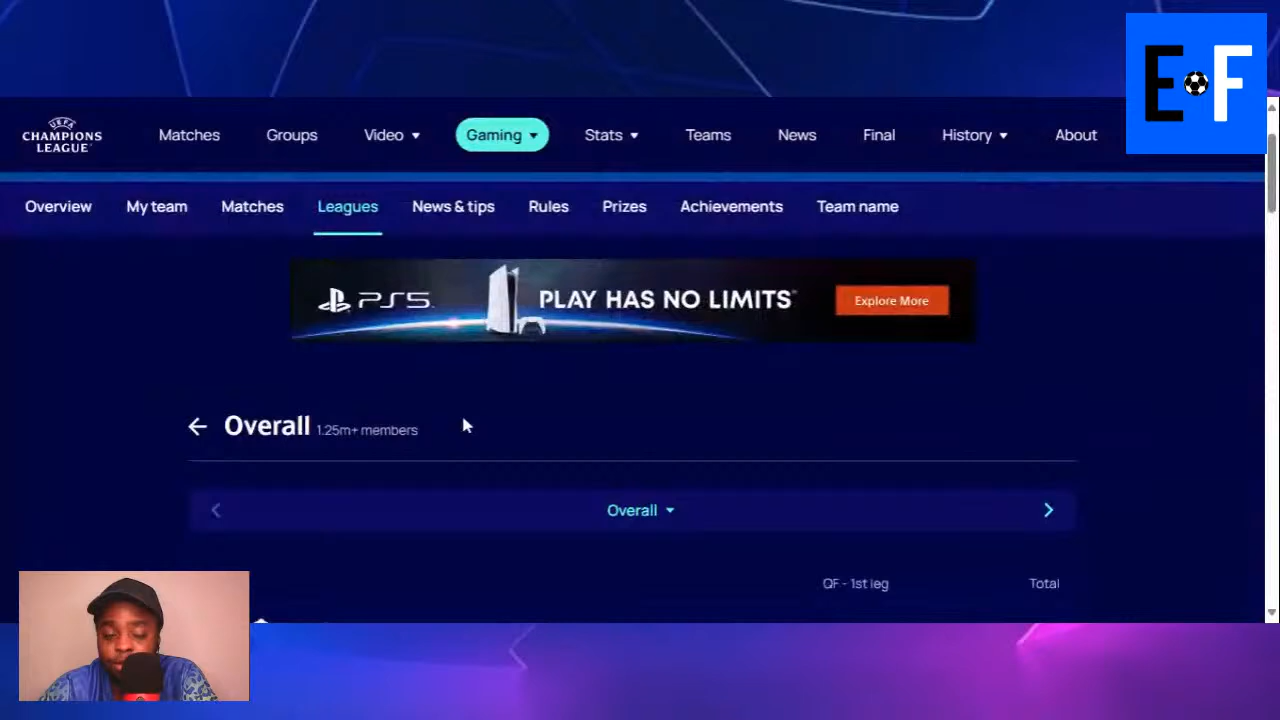 E F
UEFA
CHAMPIONS
LEAGUE
Matches Groups Video Gaming Stats Teams News Final History About
Overview My team Matches Leagues News & tips Rules Prizes Achievements Team name
PS5 PLAY HAS NO LIMITS™ Explore More
Overall 1.25m+ members
Overall
QF - 1st leg Total